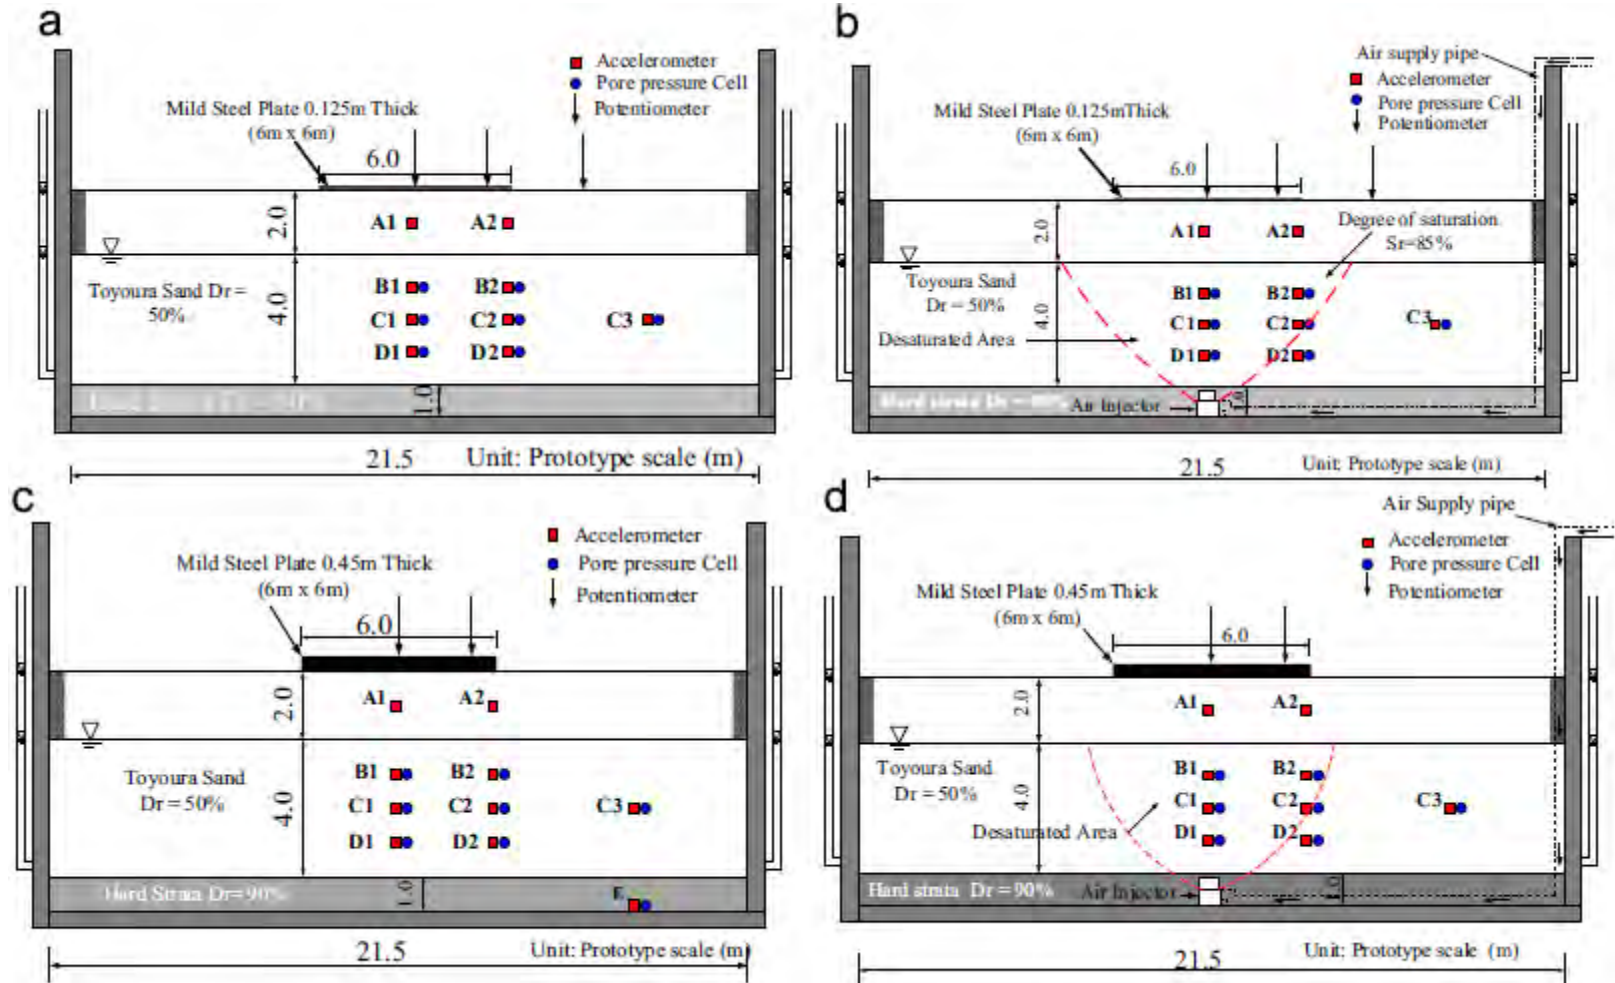 a
Accelerometer
Pore pressure Cell
Potentiometer
Mild Steel Plate 0.125m Thick
(6m x 6m)
6.0
2.0
A1
A2
Toyoura Sand Dr =
50%
4.0
B1
B2
C1
C2
C3
D1
D2
1.0
21.5
Unit: Prototype scale (m)
b
Air supply pipe
Accelerometer
Pore pressure Cell
Potentiometer
Mild Steel Plate 0.125mThick
(6m x 6m)
6.0
2.0
A1
A2
Degree of saturation
Sr=85%
Toyoura Sand
Dr = 50%
4.0
B1
B2
C1
C2
C3
Desaturated Area
D1
D2
Hard strata Dr =
Air Injector
21.5
Unit: Prototype scale (m)
c
Accelerometer
Pore pressure Cell
Potentiometer
Mild Steel Plate 0.45m Thick
(6m x 6m)
6.0
2.0
A1
A2
Toyoura Sand
Dr = 50%
4.0
B1
B2
C1
C2
C3
D1
D2
Hard Strata Dr= 90%
1.0
E
21.5
Unit: Prototype scale (m)
d
Air Supply pipe
Accelerometer
Pore pressure Cell
Potentiometer
Mild Steel Plate 0.45m Thick
(6m x 6m)
6.0
2.0
A1
A2
Toyoura Sand
Dr = 50%
4.0
B1
B2
C1
C2
C3
Desaturated Area
D1
D2
Hard strata Dr = 90%
Air Injector
21.5
Unit: Prototype scale (m)